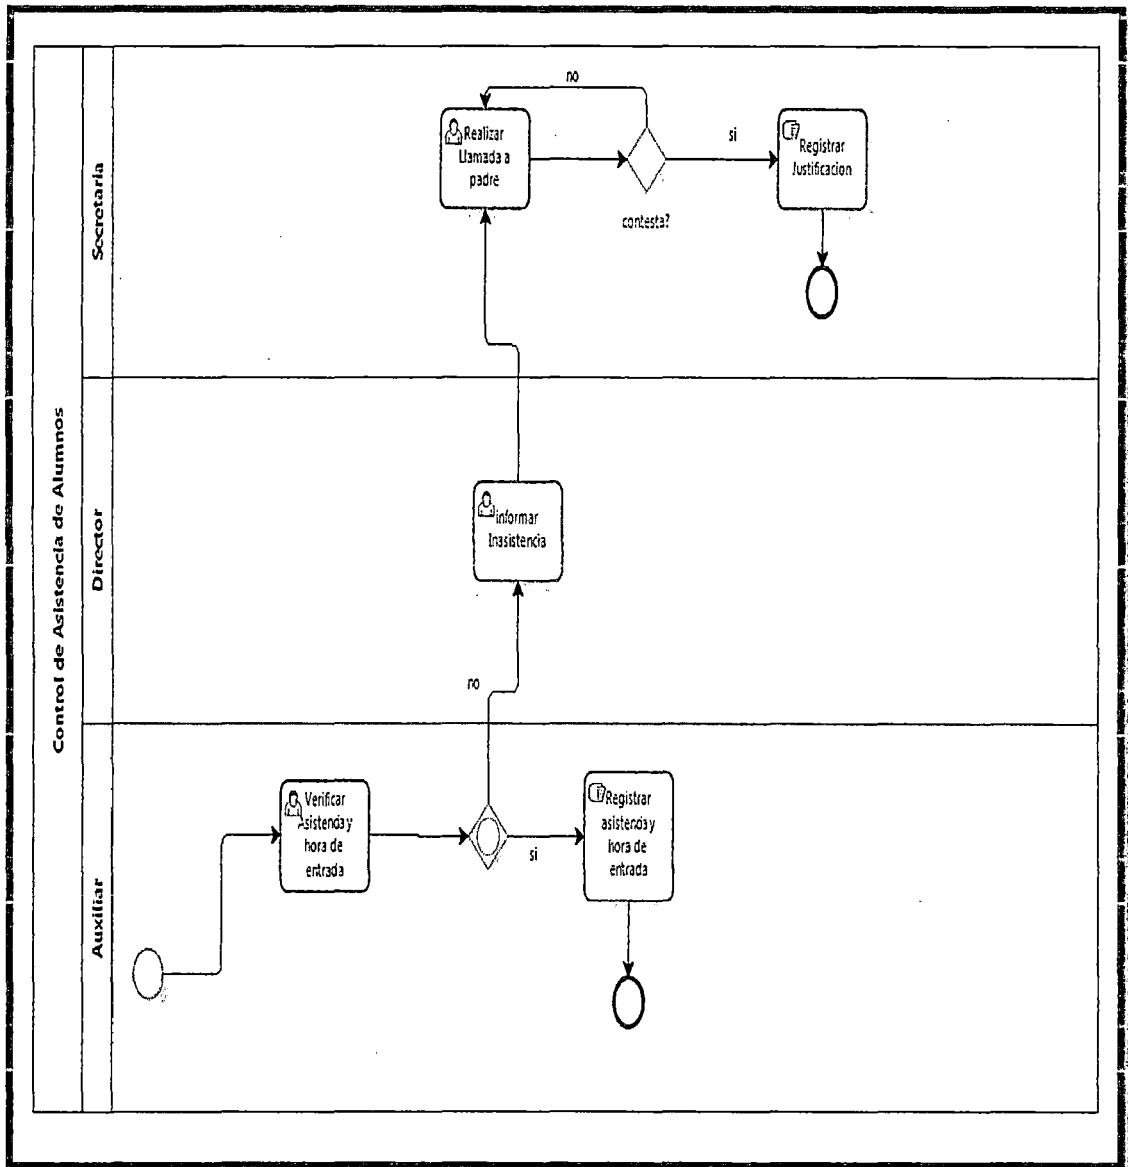 Control de Asistencia de Alumnos
Secretaria
no
Realizar
Llamada a
padre
contesta?
si
Registrar
Justificacion
Director
informar
Inasistencia
no
Auxiliar
Verificar
Asistencia y
hora de
entrada
si
Registrar
asistencia y
hora de
entrada